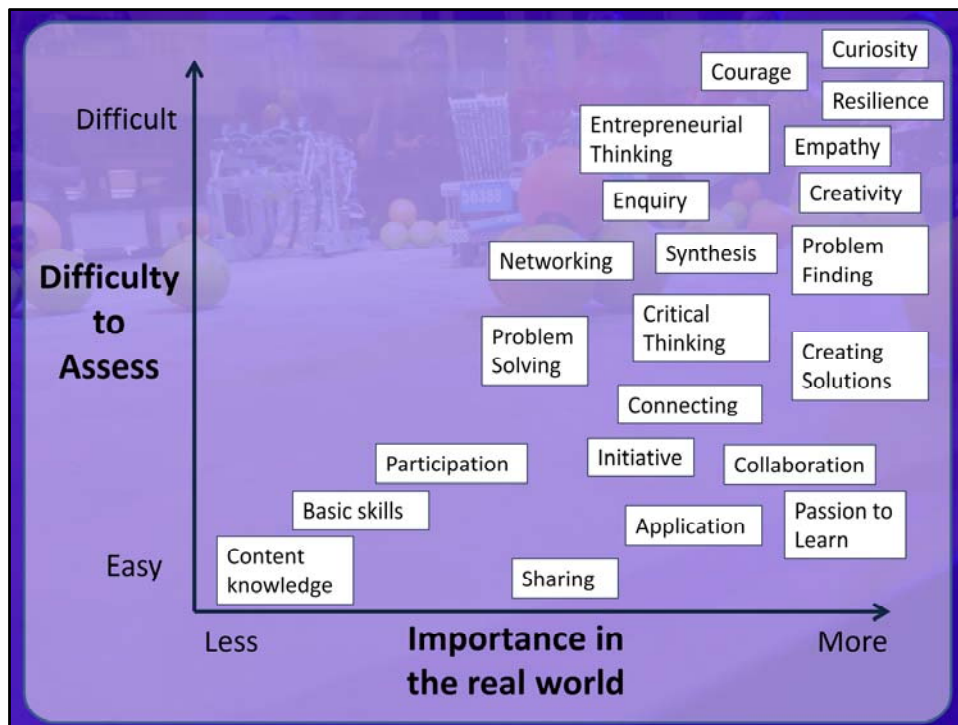 Curiosity
Courage
Resilience
Difficult
Entrepreneurial
Thinking
Empathy
Enquiry
Creativity
Networking
Synthesis
Problem
Finding
Difficulty
to
Assess
Problem
Solving
Critical
Thinking
Creating
Solutions
Connecting
Participation
Initiative
Collaboration
Basic skills
Application
Passion to
Learn
Easy
Content
knowledge
Sharing
Less
Importance in
the real world
More